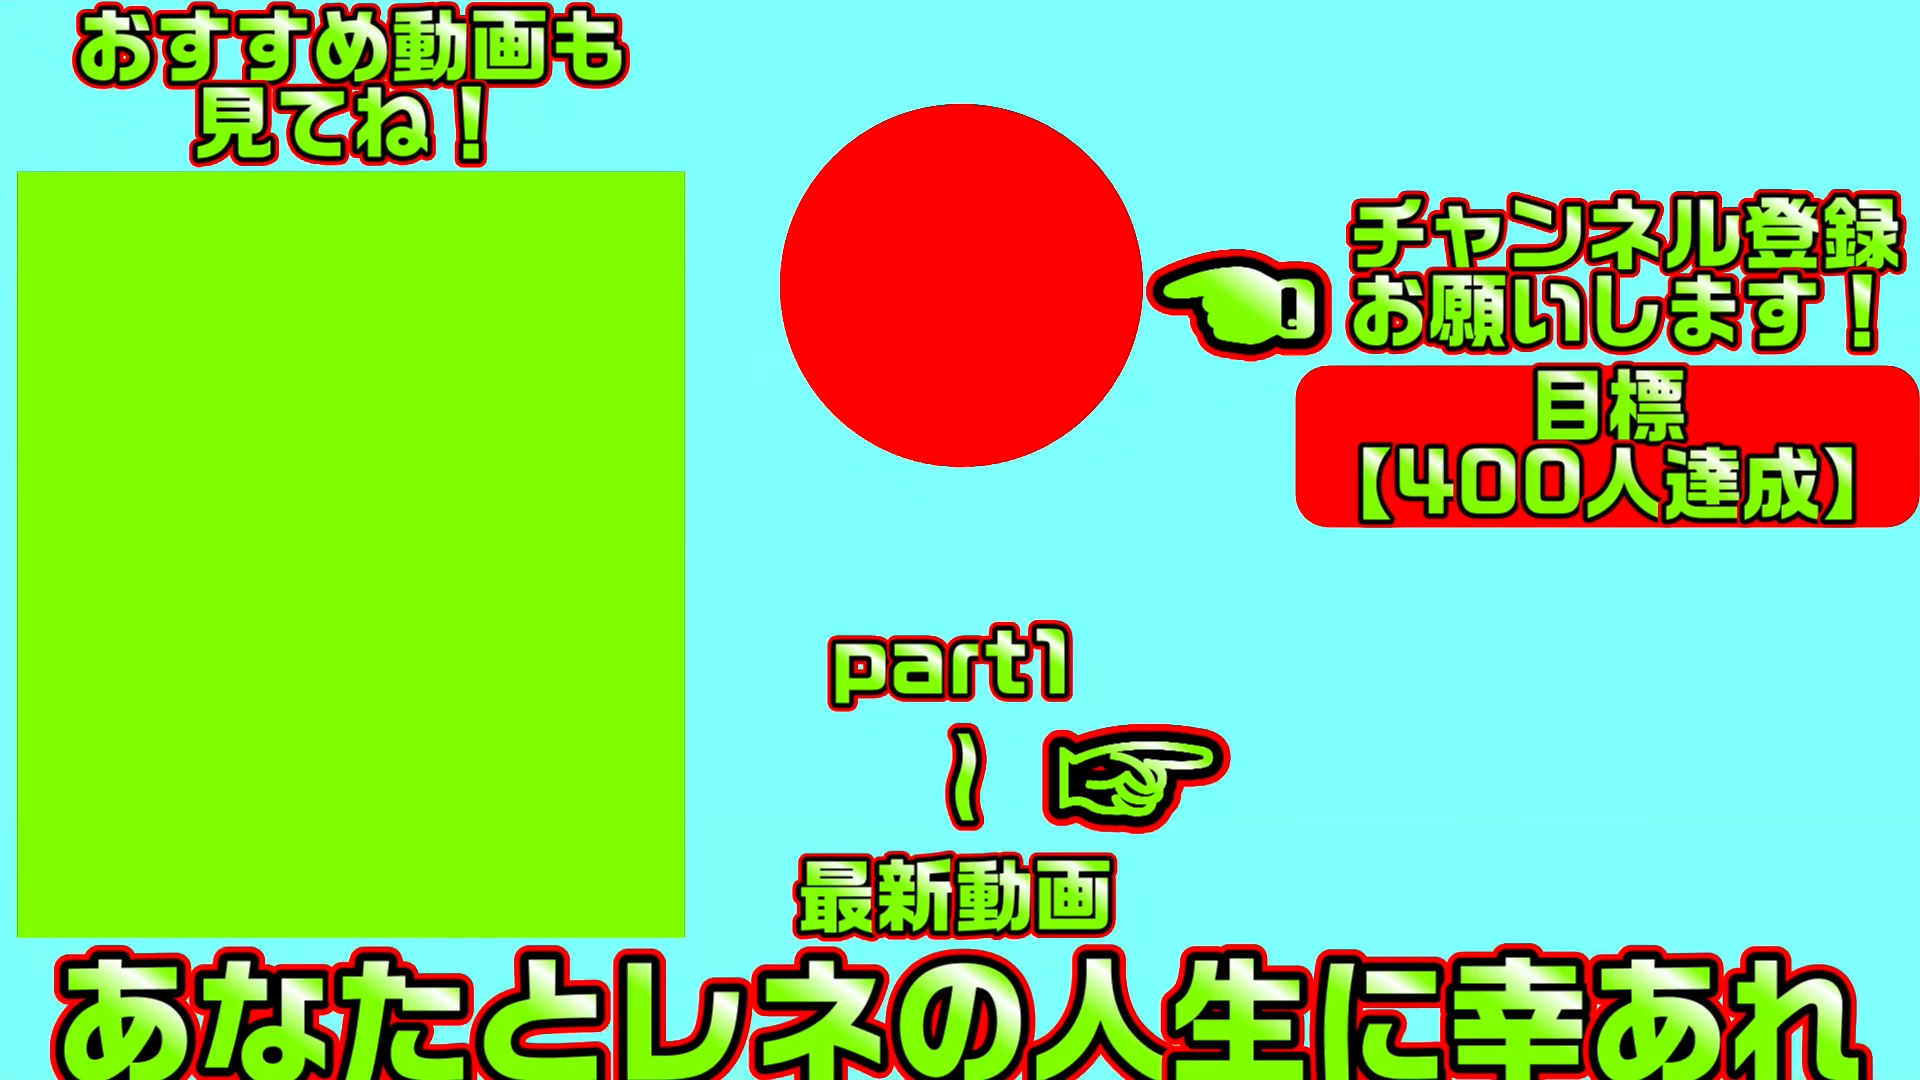 おすすめ動画も
見てね！
チャンネル登録
お願いします！
目標
【400人達成】
part1
～
最新動画
あなたとレネの人生に幸あれ